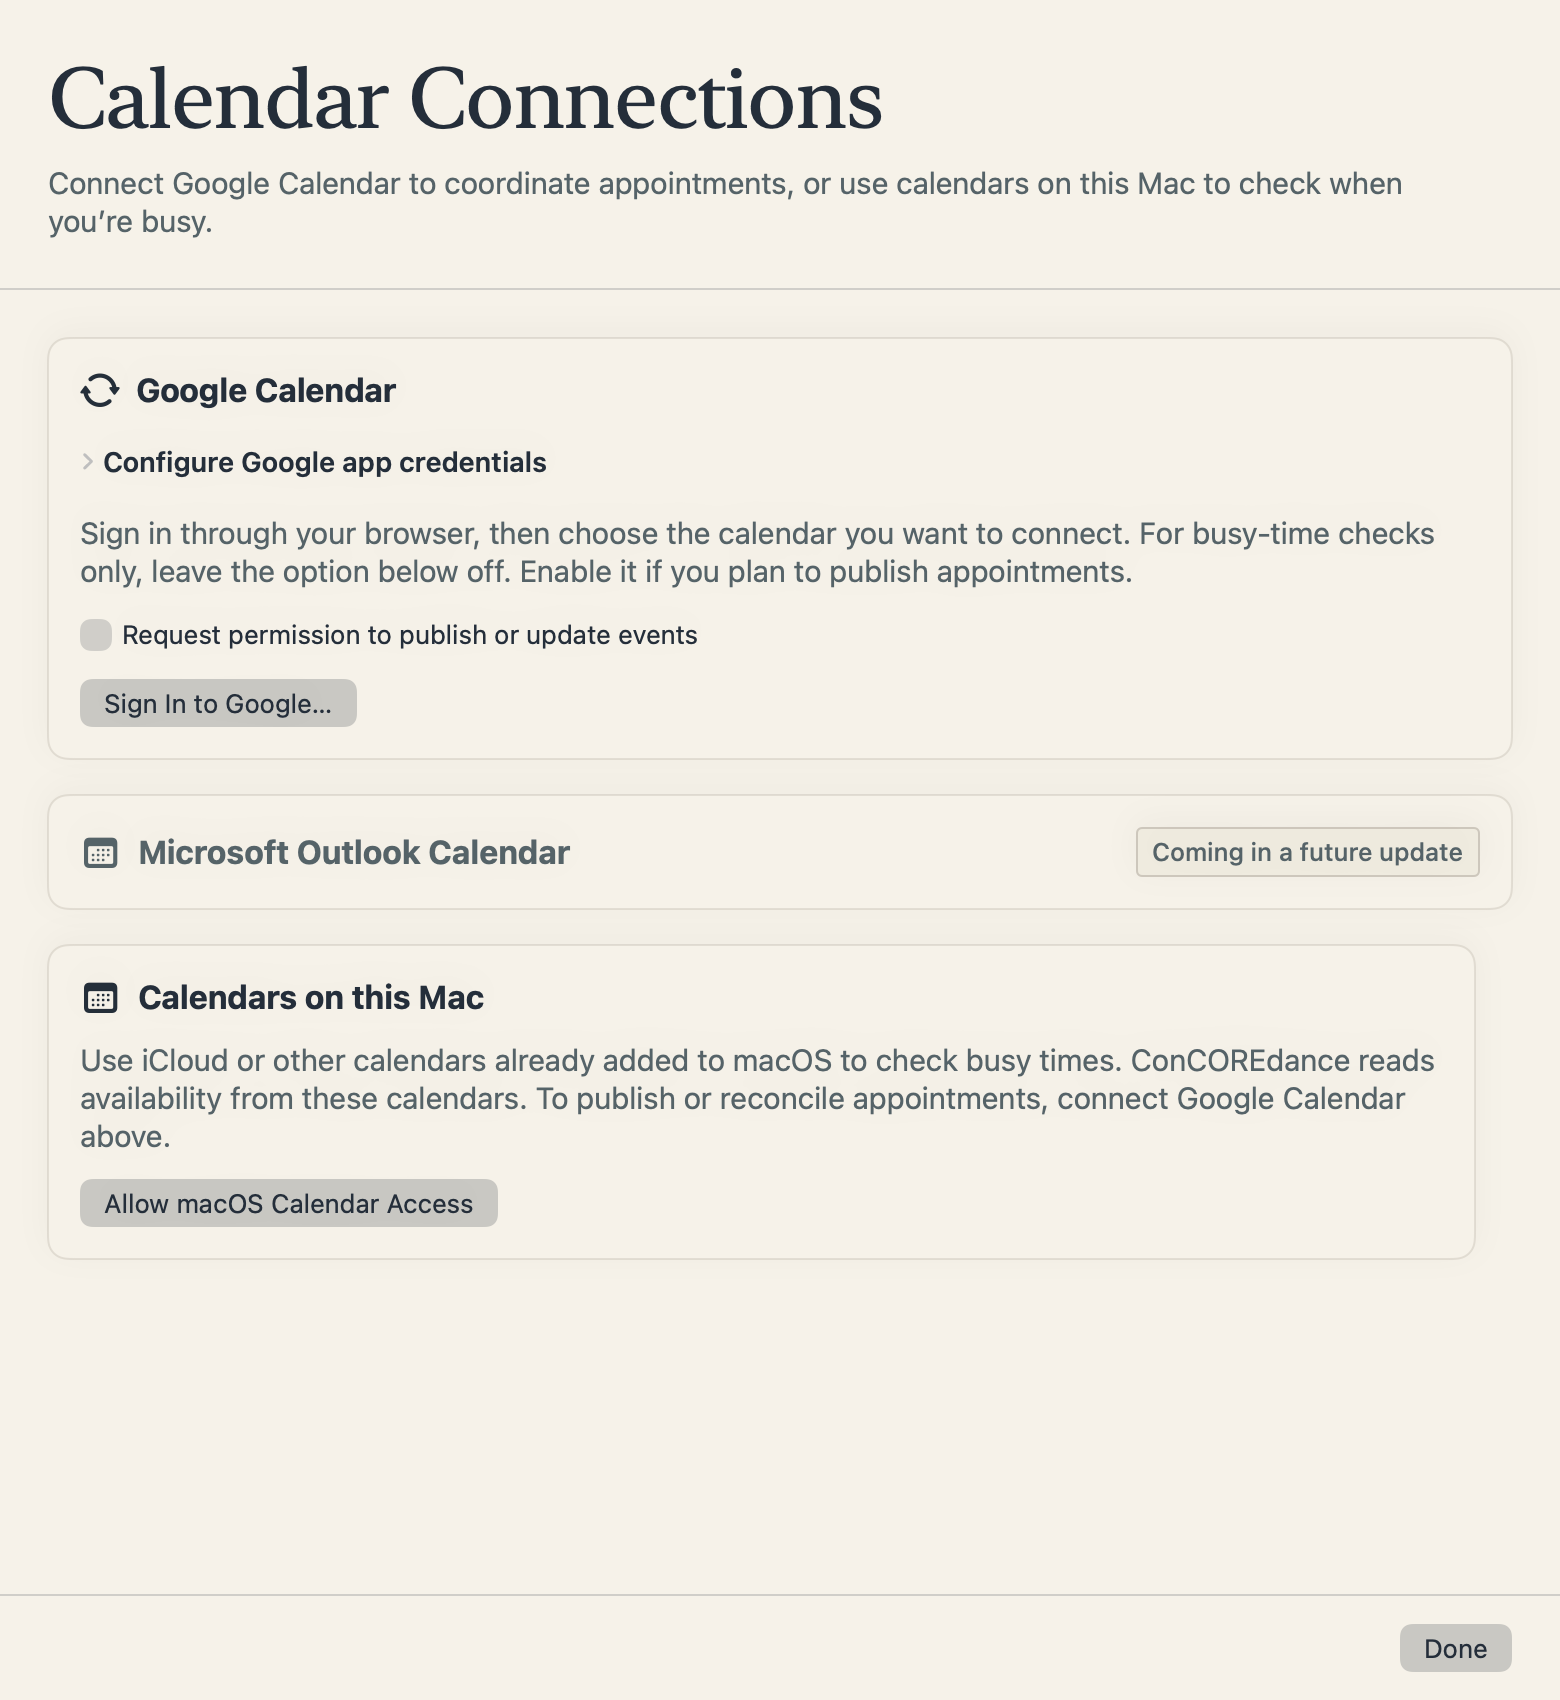 Calendar Connections
Connect Google Calendar to coordinate appointments, or use calendars on this Mac to check when
you’re busy.
Google Calendar
Configure Google app credentials
Sign in through your browser, then choose the calendar you want to connect. For busy-time checks
only, leave the option below off. Enable it if you plan to publish appointments.
Request permission to publish or update events
Sign In to Google...
Microsoft Outlook Calendar
Coming in a future update
Calendars on this Mac
Use iCloud or other calendars already added to macOS to check busy times. ConCOREdance reads
availability from these calendars. To publish or reconcile appointments, connect Google Calendar
above.
Allow macOS Calendar Access
Done